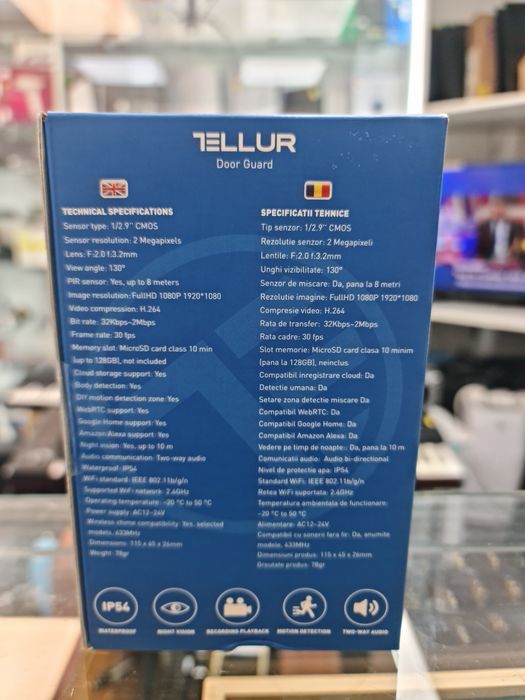 TELLUR
Door Guard
TECHNICAL SPECIFICATIONS
Sensor type: 1/2.9" CMOS
Sensor resolution: 2 Megapixels
Lens: F:2.0 f:3.2mm
View angle: 130°
PIR sensor: Yes, up to 8 meters
Image resolution: FullHD 1080P 1920*1080
Video compression: H.264
Bit rate: 32Kbps~2Mbps
Frame rate: 30 fps
Memory slot: MicroSD card class 10 min
(up to 128GB), not included
Cloud storage support: Yes
Body detection: Yes
DIY motion detection zone: Yes
WebRTC support: Yes
Google Home support: Yes
Amazon Alexa support: Yes
Night vision: Yes, up to 10 m
Audio communication: Two-way audio
Waterproof: IP54
WiFi standard: IEEE 802.11b/g/n
Supported WiFi network: 2.4GHz
Operating temperature: -20 °C to 50 °C
Power supply: AC12~24V
Wireless chime compatibility: Yes, selected
models, 433MHz
Dimensions: 115 x 45 x 26mm
Weight: 78gr
SPECIFICATII TEHNICE
Tip senzor: 1/2.9" CMOS
Rezolutie senzor: 2 Megapixeli
Lentile: F:2.0 f:3.2mm
Unghi vizibilitate: 130°
Senzor de miscare: Da, pana la 8 metri
Rezolutie imagine: FullHD 1080P 1920*1080
Compresie video: H.264
Rata de transfer: 32Kbps~2Mbps
Rata cadre: 30 fps
Slot memorie: MicroSD card clasa 10 minim
(pana la 128GB), neinclus
Compatibil inregistrare cloud: Da
Detectie umana: Da
Setare zona detectie miscare Da
Compatibil WebRTC: Da
Compatibil Google Home: Da
Compatibil Amazon Alexa: Da
Vedere pe timp de noapte:: Da, pana la 10 m
Comunicatii audio: Audio bi-directional
Nivel de protectie apa: IP54
Standard WiFi: IEEE 802.11b/g/n
Retea WiFi suportata: 2.4GHz
Temperatura ambientala de functionare:
-20 °C to 50 °C
Alimentare: AC12~24V
Compatibil cu sonerie fara fir: Da, anumite
modele, 433MHz
Dimensiuni produs: 115 x 45 x 26mm
Greutate produs: 78gr
IP54
WATERPROOF
NIGHT VISION
RECORDING PLAYBACK
MOTION DETECTION
TWO-WAY AUDIO